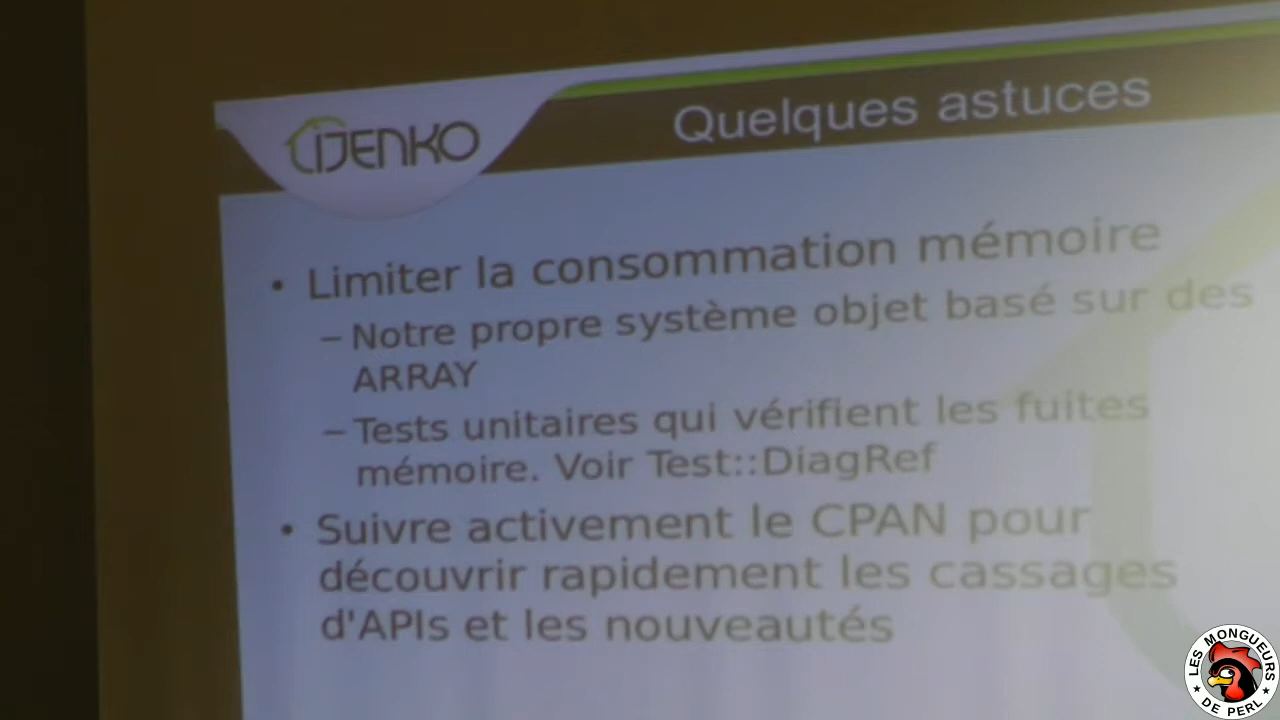 IJENKO
Quelques astuces
• Limiter la consommation mémoire
– Notre propre système objet basé sur des
ARRAY
– Tests unitaires qui vérifient les fuites
mémoire. Voir Test::DiagRef
• Suivre activement le CPAN pour
découvrir rapidement les cassages
d'APIs et les nouveautés
LES MONGUEURS
★ DE PERL ★